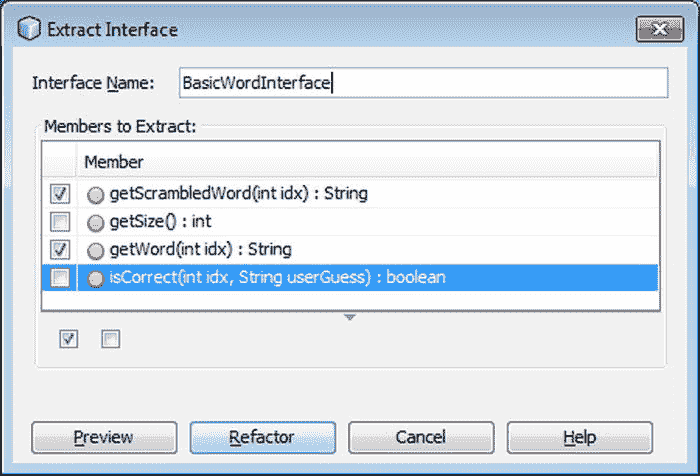 Extract Interface
Interface Name: BasicWordInterface
Members to Extract:
Member
getScrambledWord(int idx) : String
getSize() : int
getWord(int idx) : String
isCorrect(int idx, String userGuess) : boolean
Preview Refactor Cancel Help